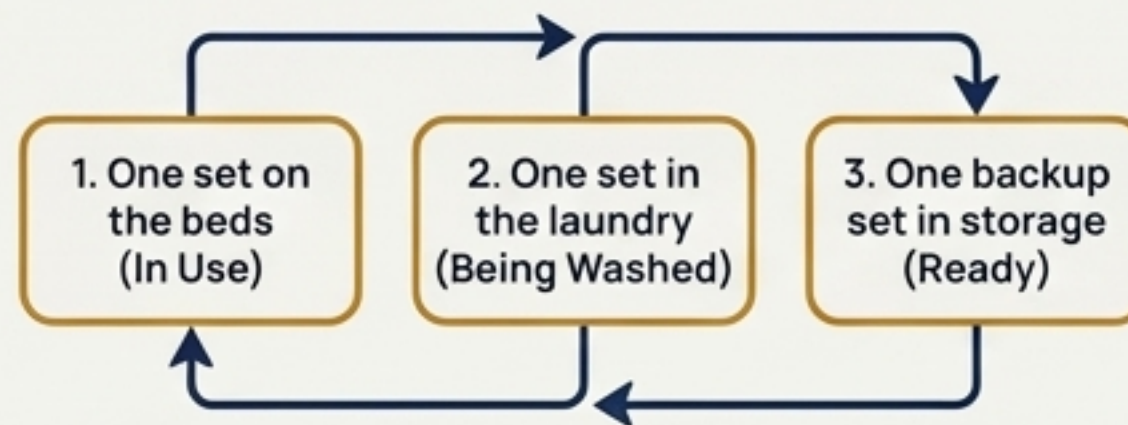 1. One set on
the beds
(In Use)
2. One set in
the laundry
(Being Washed)
3. One backup
set in storage
(Ready)